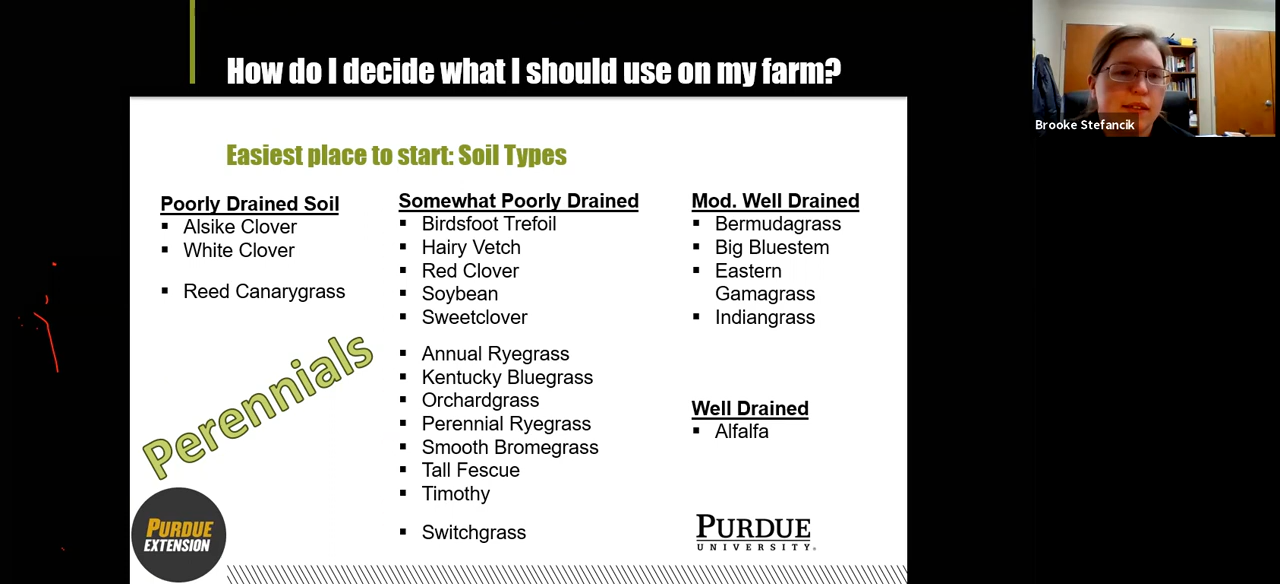 How do I decide what I should use on my farm?
Brooke Stefancik
Easiest place to start: Soil Types
Poorly Drained Soil
▪ Alsike Clover
▪ White Clover
▪ Reed Canarygrass
Somewhat Poorly Drained
▪ Birdsfoot Trefoil
▪ Hairy Vetch
▪ Red Clover
▪ Soybean
▪ Sweetclover
▪ Annual Ryegrass
▪ Kentucky Bluegrass
▪ Orchardgrass
▪ Perennial Ryegrass
▪ Smooth Bromegrass
▪ Tall Fescue
▪ Timothy
▪ Switchgrass
Mod. Well Drained
▪ Bermudagrass
▪ Big Bluestem
▪ Eastern
Gamagrass
▪ Indiangrass
Well Drained
▪ Alfalfa
Perennials
PURDUE
EXTENSION
PURDUE
UNIVERSITY®